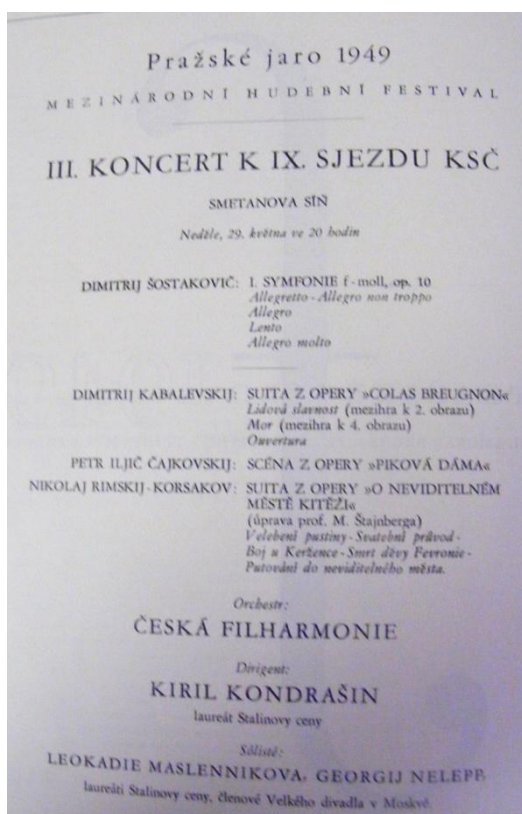 Pražské jaro 1949
MEZINÁRODNÍ HUDEBNÍ FESTIVAL
III. KONCERT K IX. SJEZDU KSČ
SMETANOVA SÍŇ
Neděle, 29. května ve 20 hodin
DIMITRIJ ŠOSTAKOVIČ: I. SYMFONIE f-moll, op. 10
Allegretto - Allegro non troppo
Allegro
Lento
Allegro molto
DIMITRIJ KABALEVSKIJ: SUITA Z OPERY »COLAS BREUGNON«
Lidová slavnost (mezihra k 2. obrazu)
Mor (mezihra k 4. obrazu)
Ouvertura
PETR ILJIČ ČAJKOVSKIJ: SCÉNA Z OPERY »PIKOVÁ DÁMA«
NIKOLAJ RIMSKIJ-KORSAKOV: SUITA Z OPERY »O NEVIDITELNÉM
MĚSTĚ KITĚŽI«
(úprava prof. M. Štajnberga)
Velebení pustiny - Svatební průvod -
Boj u Keržence - Smrt děvy Fevronie -
Putování do neviditelného města.
Orchestr:
ČESKÁ FILHARMONIE
Dirigent:
KIRIL KONDRAŠIN
laureát Stalinovy ceny
Sólisté:
LEOKADIE MASLENNIKOVA, GEORGIJ NELEPP,
laureáti Stalinovy ceny, členové Velkého divadla v Moskvě